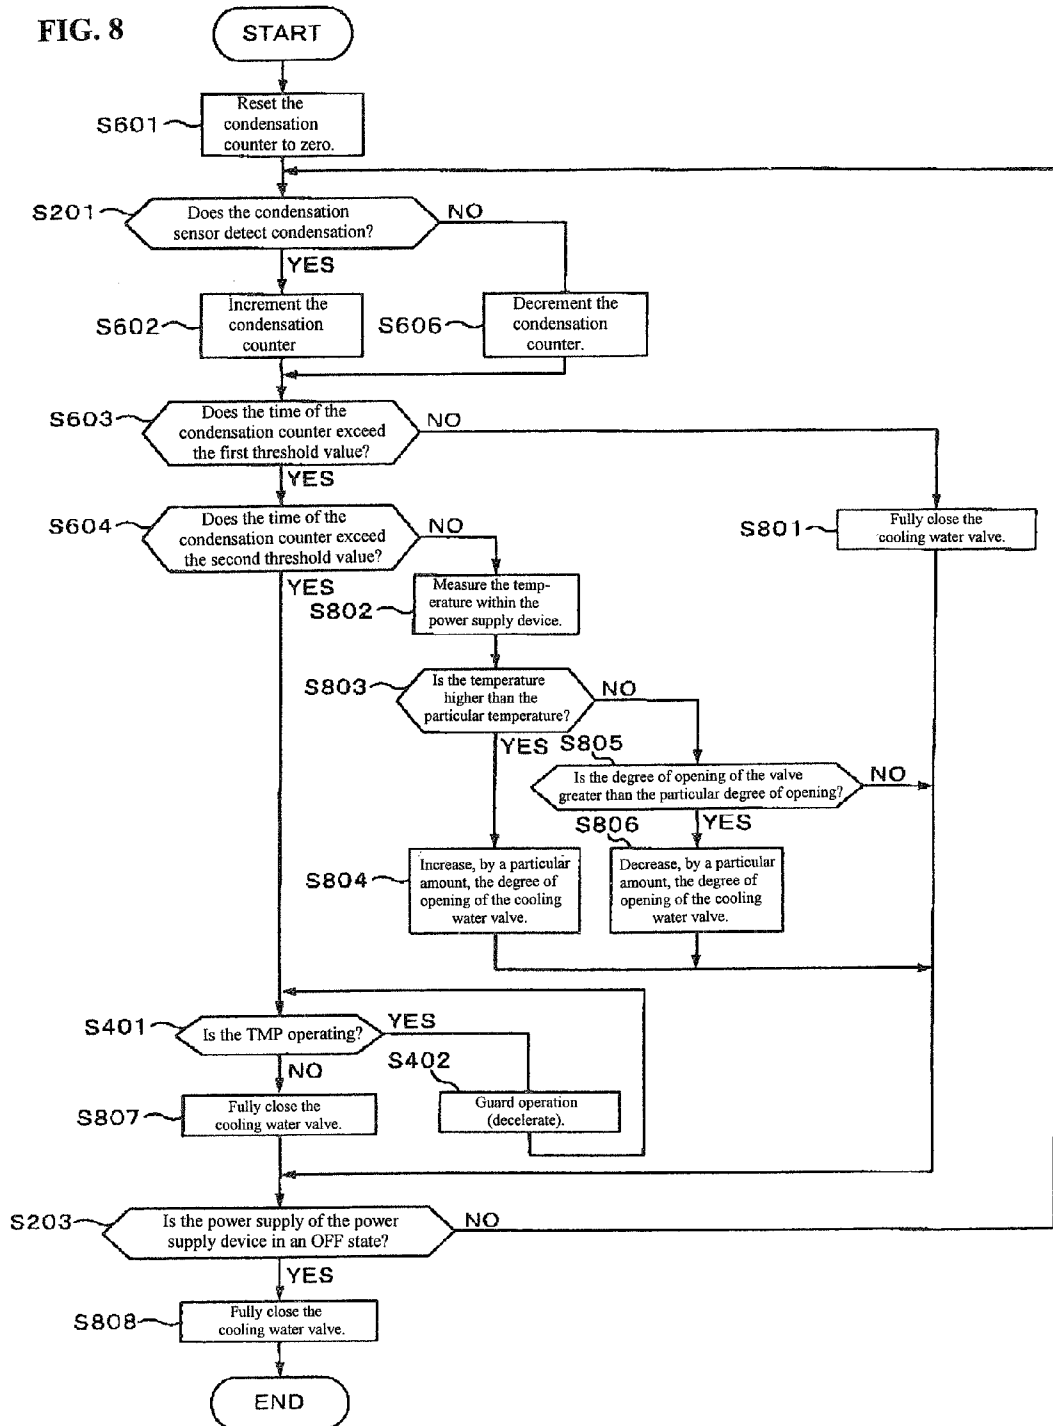 FIG. 8
START
S601
Reset the
condensation
counter to zero.
S201
Does the condensation
sensor detect condensation?
NO
YES
S602
Increment the
condensation
counter
S606
Decrement the
condensation
counter.
S603
Does the time of the
condensation counter exceed
the first threshold value?
NO
YES
S604
Does the time of the
condensation counter exceed
the second threshold value?
NO
YES
S801
Fully close the
cooling water valve.
S802
Measure the temp-
erature within the
power supply device.
S803
Is the temperature
higher than the
particular temperature?
NO
YES
S805
Is the degree of opening of the valve
greater than the particular degree of opening?
NO
YES
S804
Increase, by a particular
amount, the degree of
opening of the cooling
water valve.
S806
Decrease, by a particular
amount, the degree of
opening of the cooling
water valve.
S401
Is the TMP operating?
YES
NO
S402
Guard operation
(decelerate).
S807
Fully close the
cooling water valve.
S203
Is the power supply of the power
supply device in an OFF state?
NO
YES
S808
Fully close the
cooling water valve.
END